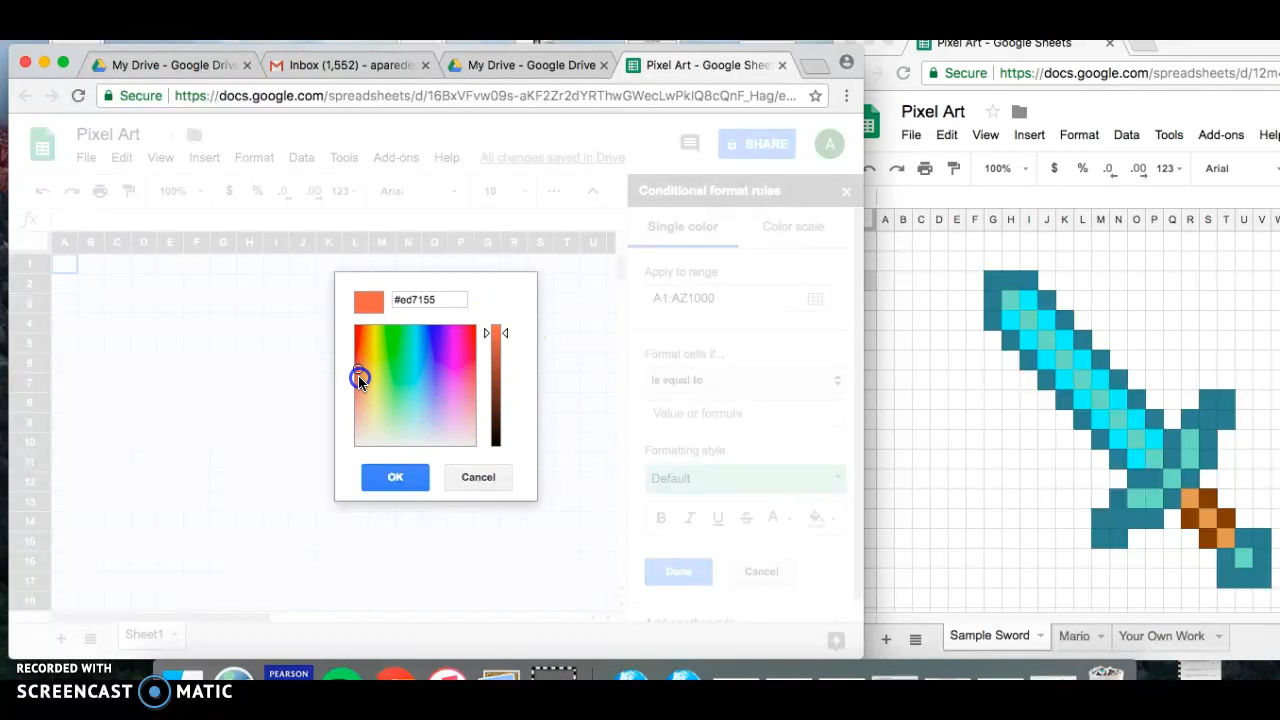 Pixel Art - Google Sheets
My Drive - Google Drive
Inbox (1,552) - aparedem
My Drive - Google Drive
Pixel Art - Google Sheet
Secure
https://docs.google.com/spreadsheets/d/16BxVFvw09s-aKF2Zr2dYRThwGWecLwPklQ8cQnF_Hag/e...
Secure
https://docs.google.com/spreadsheets/d/12m
Pixel Art
File Edit View Insert Format Data Tools Add-ons Help
All changes saved in Drive
SHARE
A
Pixel Art
File Edit View Insert Format Data Tools Add-ons Help
100% $ % .0 .00 123 Arial 10 ...
100% $ % .0 .00 123 Arial
fx
Conditional format rules
A B C D E F G H I J K L M N O P Q R S T U
A B C D E F G H I J K L M N O P Q R S T U V
1
2
3
4
5
6
7
8
9
10
11
12
13
14
15
16
17
18
Single color
Color scale
Apply to range
A1:AZ1000
Format cells if...
Is equal to
Value or formula
Formatting style
Default
B I U S A
Done
Cancel
#ed7155
OK
Cancel
Sheet1
Sample Sword
Mario
Your Own Work
RECORDED WITH
SCREENCAST MATIC
PEARSON